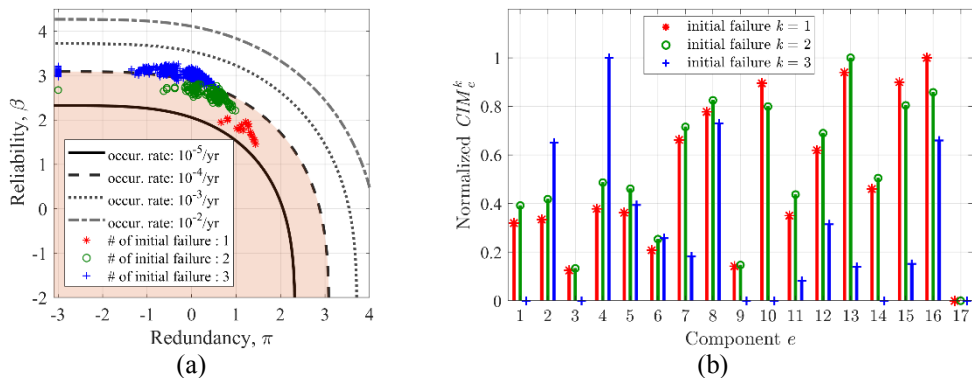 4
3
2
1
0
-1
-2
Reliability, β
occur. rate: 10⁻⁵/yr
occur. rate: 10⁻⁴/yr
occur. rate: 10⁻³/yr
occur. rate: 10⁻²/yr
# of initial failure : 1
# of initial failure : 2
# of initial failure : 3
-3 -2 -1 0 1 2 3 4
Redundancy, π
(a)
initial failure k = 1
initial failure k = 2
initial failure k = 3
1
0.8
0.6
0.4
0.2
0
Normalized CIM_e^k
1 2 3 4 5 6 7 8 9 10 11 12 13 14 15 16 17
Component e
(b)